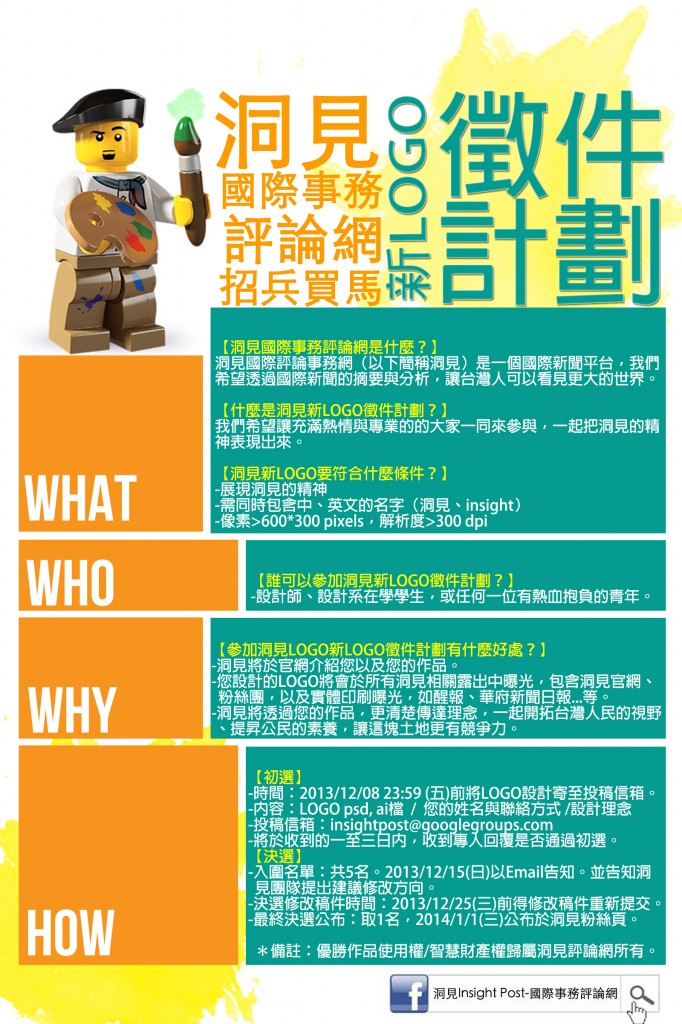 洞見
國際事務
評論網
招兵買馬
新LOGO
徵件
計劃
WHAT
【洞見國際事務評論網是什麼？】
洞見國際評論事務網（以下簡稱洞見）是一個國際新聞平台，我們
希望透過國際新聞的摘要與分析，讓台灣人可以看見更大的世界。
【什麼是洞見新LOGO徵件計劃？】
我們希望讓充滿熱情與專業的的大家一同來參與，一起把洞見的精
神表現出來。
【洞見新LOGO要符合什麼條件？】
-展現洞見的精神
-需同時包含中、英文的名字（洞見、insight）
-像素>600*300 pixels，解析度>300 dpi
WHO
【誰可以參加洞見新LOGO徵件計劃？】
-設計師、設計系在學學生，或任何一位有熱血抱負的青年。
WHY
【參加洞見LOGO新LOGO徵件計劃有什麼好處？】
-洞見將於官網介紹您以及您的作品。
-您設計的LOGO將會於所有洞見相關露出中曝光，包含洞見官網、
粉絲團，以及實體印刷曝光，如醒報、華府新聞日報...等。
-洞見將透過您的作品，更清楚傳達理念，一起開拓台灣人民的視野
、提昇公民的素養，讓這塊土地更有競爭力。
HOW
【初選】
-時間：2013/12/08 23:59 (五)前將LOGO設計寄至投稿信箱。
-內容：LOGO psd, ai檔 / 您的姓名與聯絡方式 /設計理念
-投稿信箱：insightpost@googlegroups.com
-將於收到的一至三日內，收到專人回覆是否通過初選。
【決選】
-入圍名單：共5名。2013/12/15(日)以Email告知。並告知洞
見團隊提出建議修改方向。
-決選修改稿件時間：2013/12/25(三)前得修改稿件重新提交。
-最終決選公布：取1名，2014/1/1(三)公布於洞見粉絲頁。
＊備註：優勝作品使用權/智慧財產權歸屬洞見評論網所有。
f 洞見Insight Post-國際事務評論網